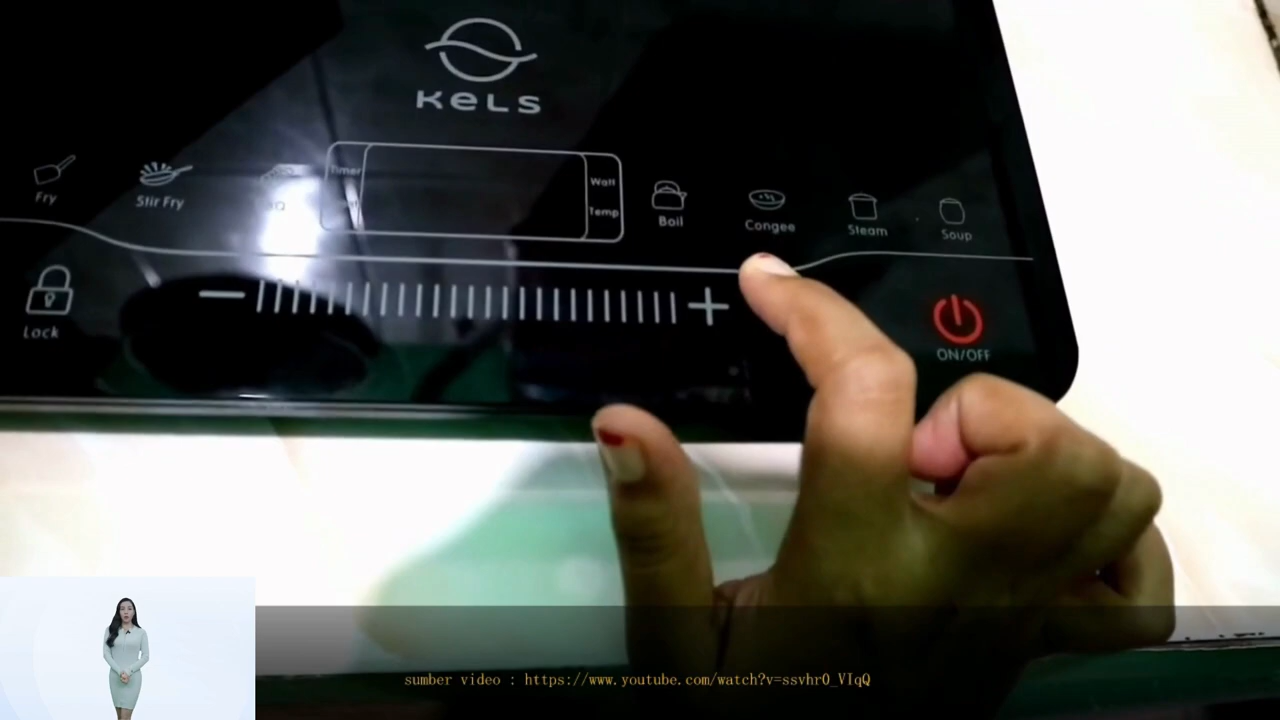 KELS
Timer
Watt
Temp
Fry
Stir Fry
Boil
Congee
Steam
Soup
Lock
ON/OFF
sumber video : https://www.youtube.com/watch?v=ssvhr0_VIqQ